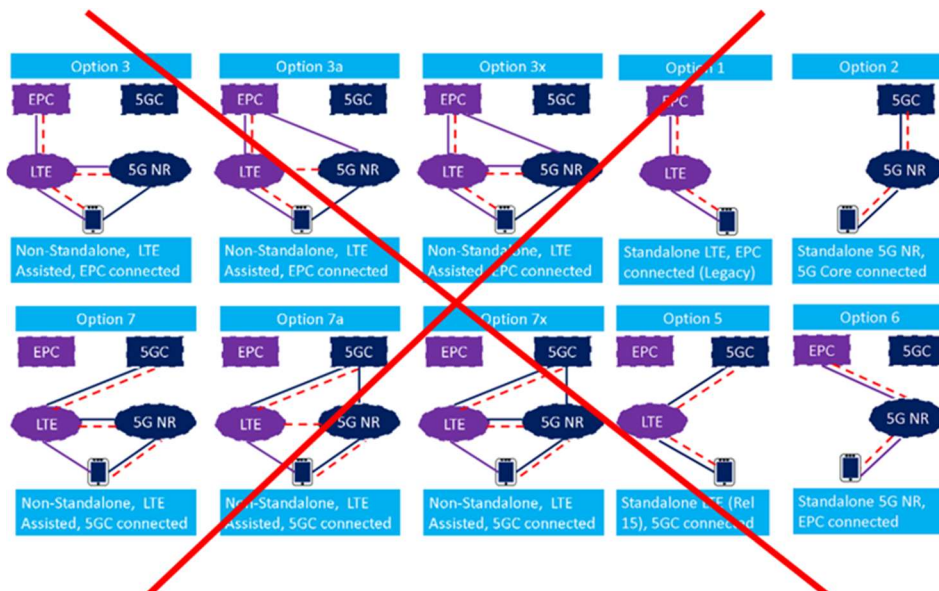 Option 3
Option 3a
Option 3x
Option 1
Option 2
EPC
5GC
EPC
5GC
EPC
5GC
EPC
5GC
LTE
5G NR
LTE
5G NR
LTE
5G NR
LTE
5G NR
Non-Standalone, LTE
Assisted, EPC connected
Non-Standalone, LTE
Assisted, EPC connected
Non-Standalone, LTE
Assisted, EPC connected
Standalone LTE, EPC
connected (Legacy)
Standalone 5G NR,
5G Core connected
Option 7
Option 7a
Option 7x
Option 5
Option 6
EPC
5GC
EPC
5GC
EPC
5GC
EPC
5GC
EPC
5GC
LTE
5G NR
LTE
5G NR
LTE
5G NR
LTE
5G NR
Non-Standalone, LTE
Assisted, 5GC connected
Non-Standalone, LTE
Assisted, 5GC connected
Non-Standalone, LTE
Assisted, 5GC connected
Standalone LTE (Rel
15), 5GC connected
Standalone 5G NR,
EPC connected